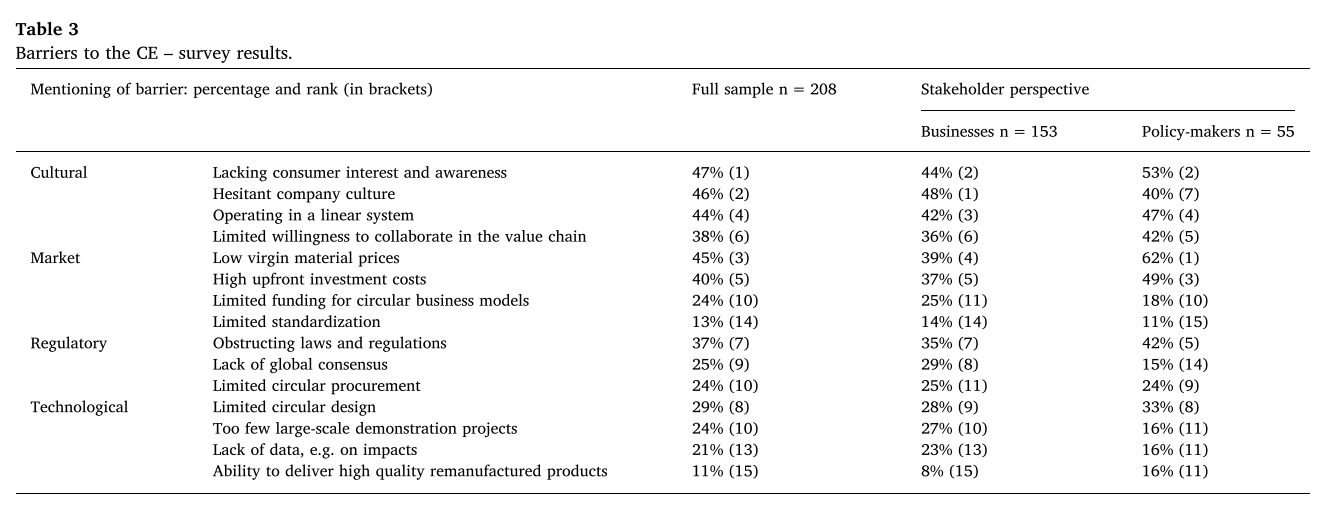 Table 3
Barriers to the CE – survey results.
Mentioning of barrier: percentage and rank (in brackets) Full sample n = 208 Stakeholder perspective
Businesses n = 153 Policy-makers n = 55
Cultural Lacking consumer interest and awareness 47% (1) 44% (2) 53% (2)
Hesitant company culture 46% (2) 48% (1) 40% (7)
Operating in a linear system 44% (4) 42% (3) 47% (4)
Limited willingness to collaborate in the value chain 38% (6) 36% (6) 42% (5)
Market Low virgin material prices 45% (3) 39% (4) 62% (1)
High upfront investment costs 40% (5) 37% (5) 49% (3)
Limited funding for circular business models 24% (10) 25% (11) 18% (10)
Limited standardization 13% (14) 14% (14) 11% (15)
Regulatory Obstructing laws and regulations 37% (7) 35% (7) 42% (5)
Lack of global consensus 25% (9) 29% (8) 15% (14)
Limited circular procurement 24% (10) 25% (11) 24% (9)
Technological Limited circular design 29% (8) 28% (9) 33% (8)
Too few large-scale demonstration projects 24% (10) 27% (10) 16% (11)
Lack of data, e.g. on impacts 21% (13) 23% (13) 16% (11)
Ability to deliver high quality remanufactured products 11% (15) 8% (15) 16% (11)